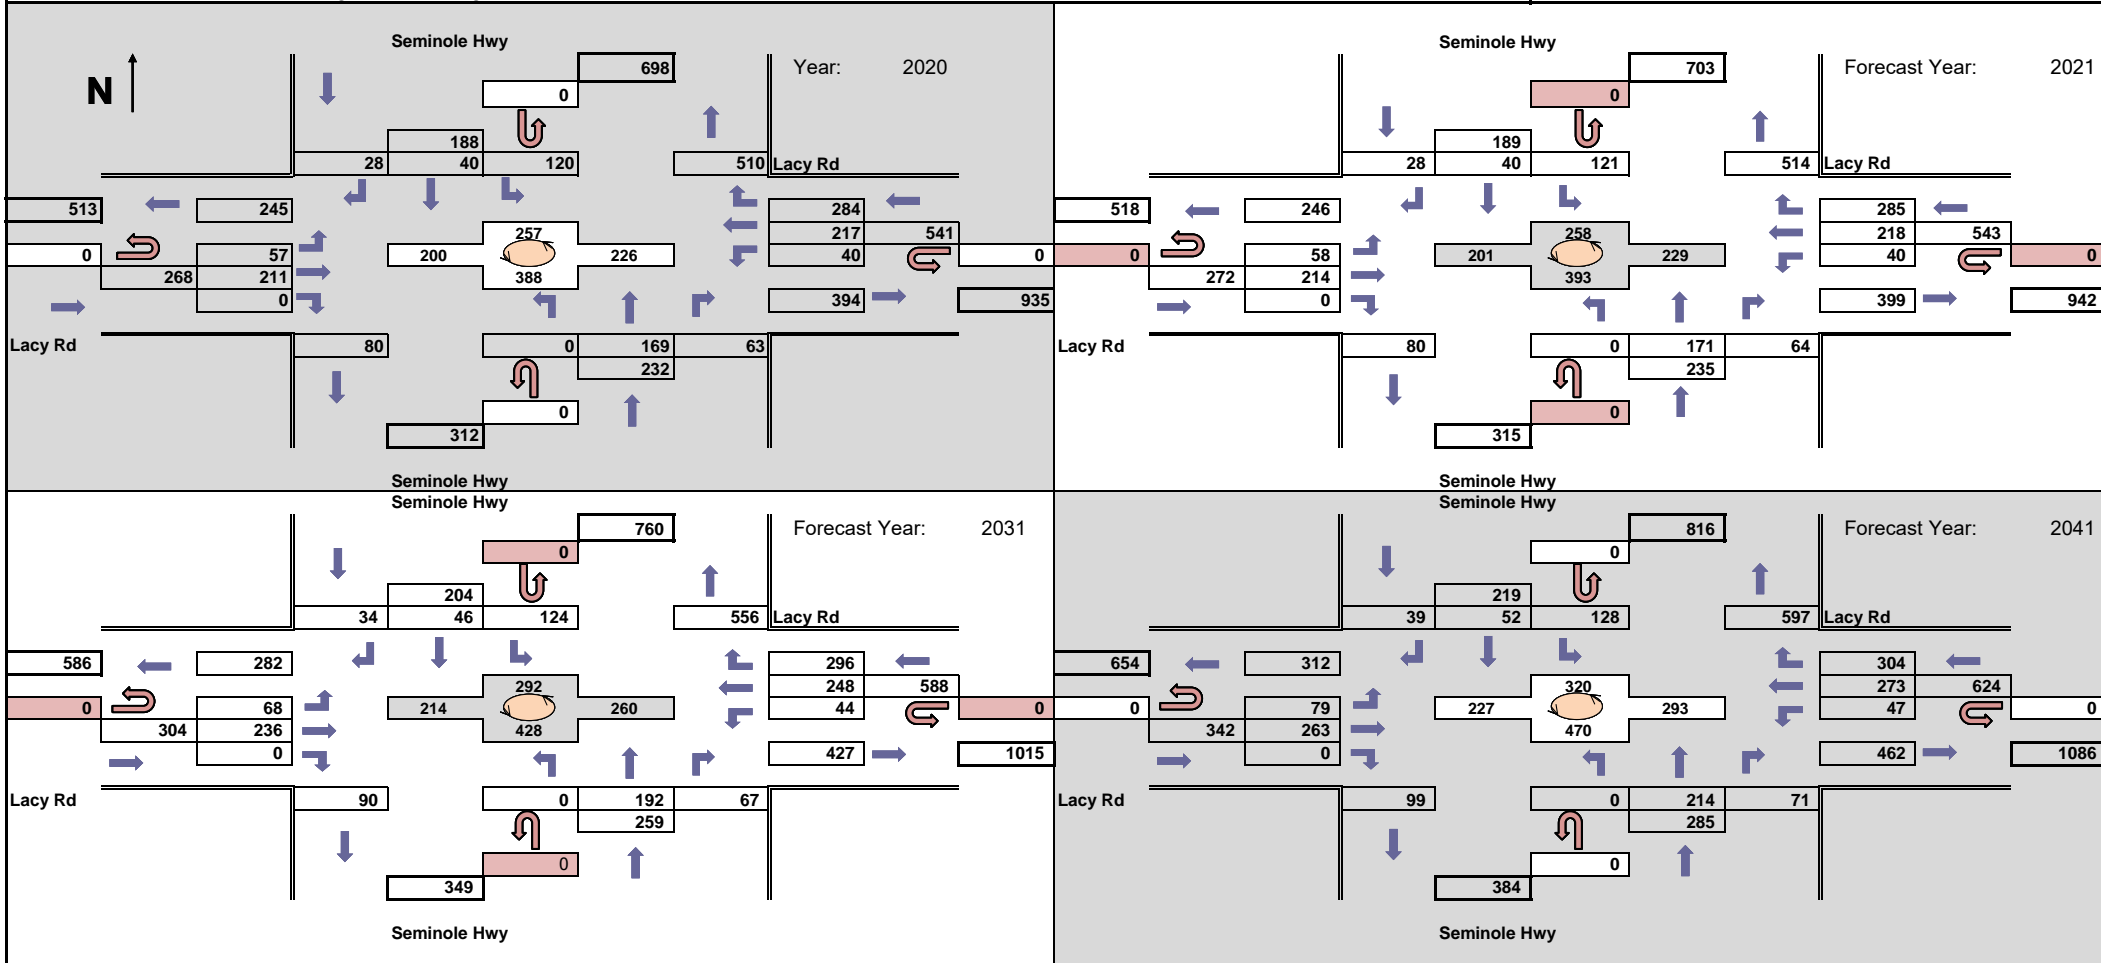 Seminole Hwy
698
Year: 2020
N
0
188
28 40 120 510 Lacy Rd
513 245 284
257 217 541
0 57 200 226 40 0
268 211 388
0 394 935
Lacy Rd 80 0 169 63
232
0
312
Seminole Hwy
Seminole Hwy
703
Forecast Year: 2021
0
189
28 40 121 514 Lacy Rd
518 246 285
258 218 543
0 58 201 229 40 0
272 214 393
0 399 942
Lacy Rd 80 0 171 64
235
0
315
Seminole Hwy
Seminole Hwy
760
Forecast Year: 2031
0
204
34 46 124 556 Lacy Rd
586 282 296
292 248 588
0 68 214 260 44 0
304 236 428
0 427 1015
Lacy Rd 90 0 192 67
259
0
349
Seminole Hwy
Seminole Hwy
816
Forecast Year: 2041
0
219
39 52 128 597 Lacy Rd
654 312 304
320 273 624
0 79 227 293 47 0
342 263 470
0 462 1086
Lacy Rd 99 0 214 71
285
0
384
Seminole Hwy